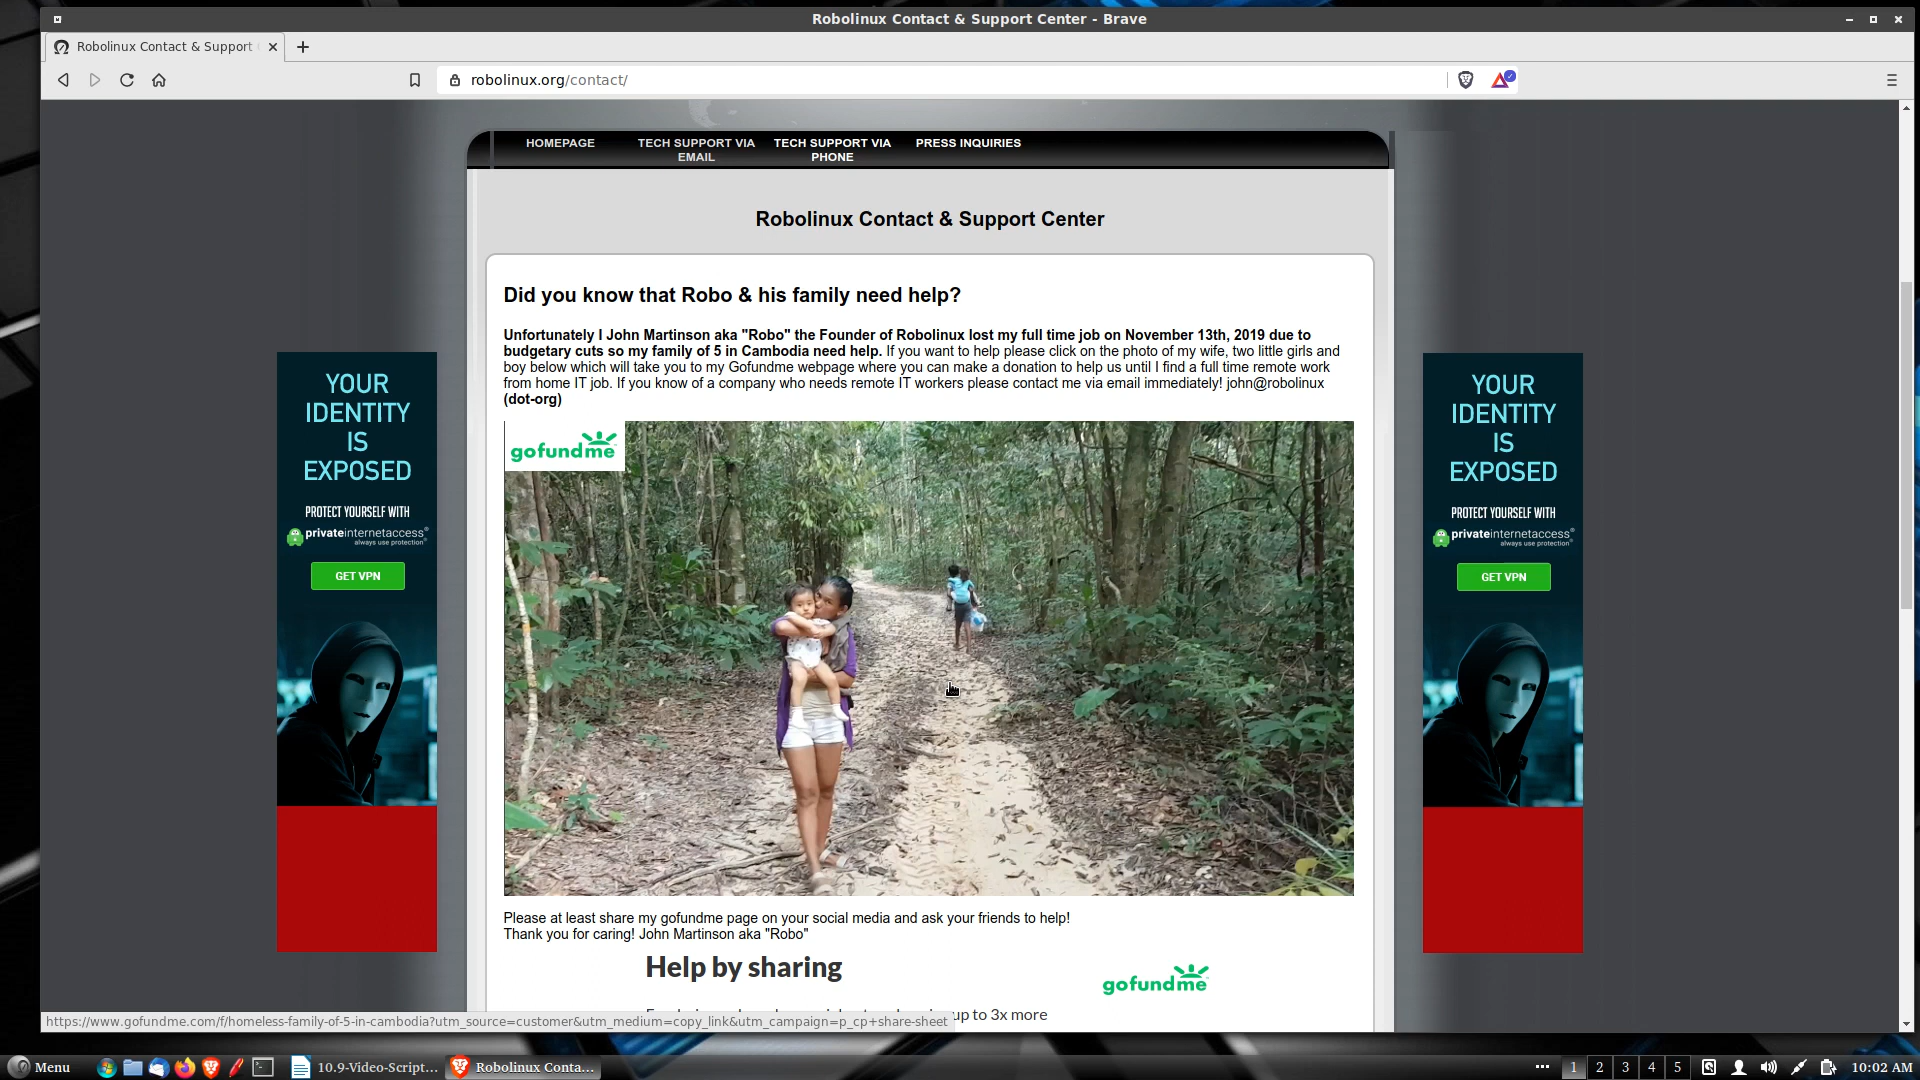 Robolinux Contact & Support Center - Brave
Robolinux Contact & Support
robolinux.org/contact/
HOMEPAGE
TECH SUPPORT VIA
EMAIL
TECH SUPPORT VIA
PHONE
PRESS INQUIRIES
Robolinux Contact & Support Center
Did you know that Robo & his family need help?
Unfortunately I John Martinson aka "Robo" the Founder of Robolinux lost my full time job on November 13th, 2019 due to
budgetary cuts so my family of 5 in Cambodia need help. If you want to help please click on the photo of my wife, two little girls and
boy below which will take you to my Gofundme webpage where you can make a donation to help us until I find a full time remote work
from home IT job. If you know of a company who needs remote IT workers please contact me via email immediately! john@robolinux
(dot-org)
gofundme
Please at least share my gofundme page on your social media and ask your friends to help!
Thank you for caring! John Martinson aka "Robo"
Help by sharing
gofundme
up to 3x more
YOUR
IDENTITY
IS
EXPOSED
PROTECT YOURSELF WITH
privateinternetaccess®
always use protection
GET VPN
YOUR
IDENTITY
IS
EXPOSED
PROTECT YOURSELF WITH
privateinternetaccess®
always use protection
GET VPN
https://www.gofundme.com/f/homeless-family-of-5-in-cambodia?utm_source=customer&utm_medium=copy_link&utm_campaign=p_cp+share-sheet
Menu
10.9-Video-Script...
Robolinux Conta...
1 2 3 4 5
10:02 AM